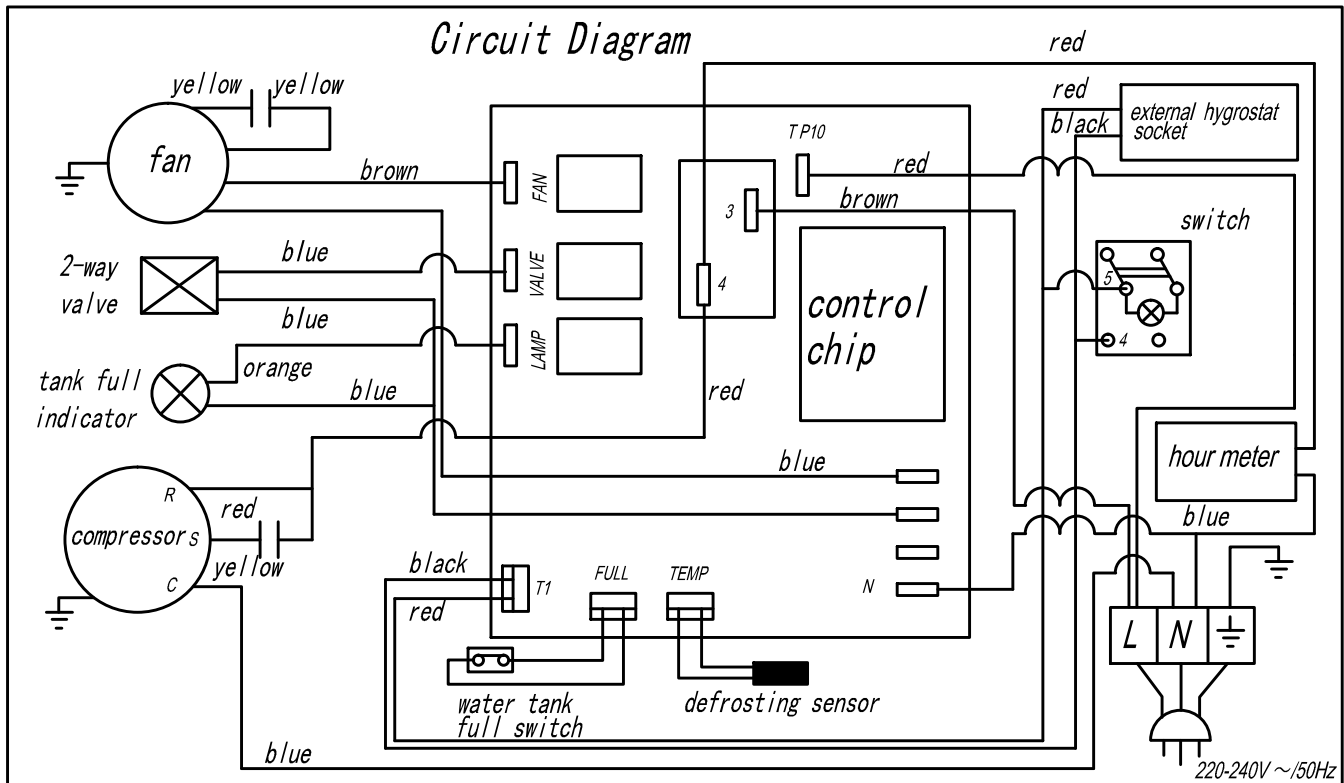 Circuit Diagram
red
yellow
yellow
red
external hygrostat
socket
black
T P10
fan
brown
FAN
red
3
brown
switch
2-way
valve
blue
VALVE
4
5
control
chip
blue
LAMP
4
tank full
indicator
orange
blue
red
hour meter
blue
R
red
compressor
S
yellow
C
blue
black
T1
red
FULL
TEMP
N
L
N
water tank
full switch
defrosting sensor
blue
220-240V ~/50Hz